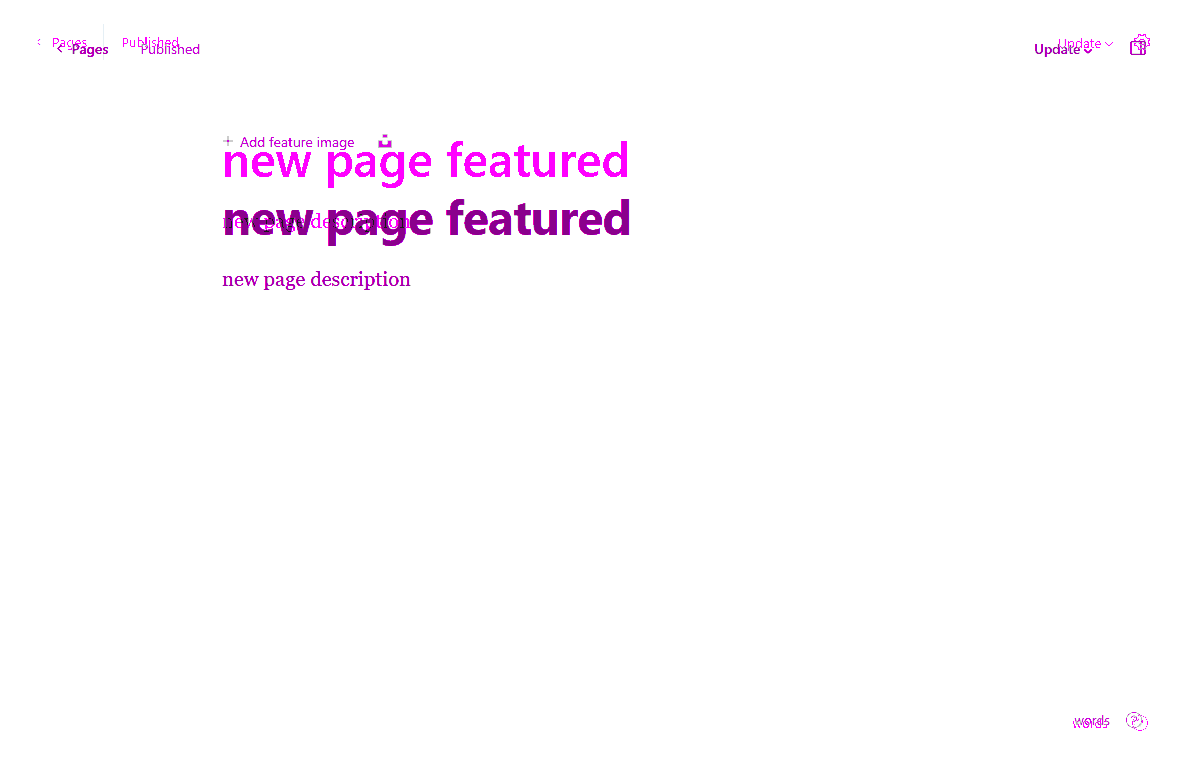 Pages Published Update
Pages Published Update
Add feature image
new page featured
new page description
new page featured
new page description
words
words